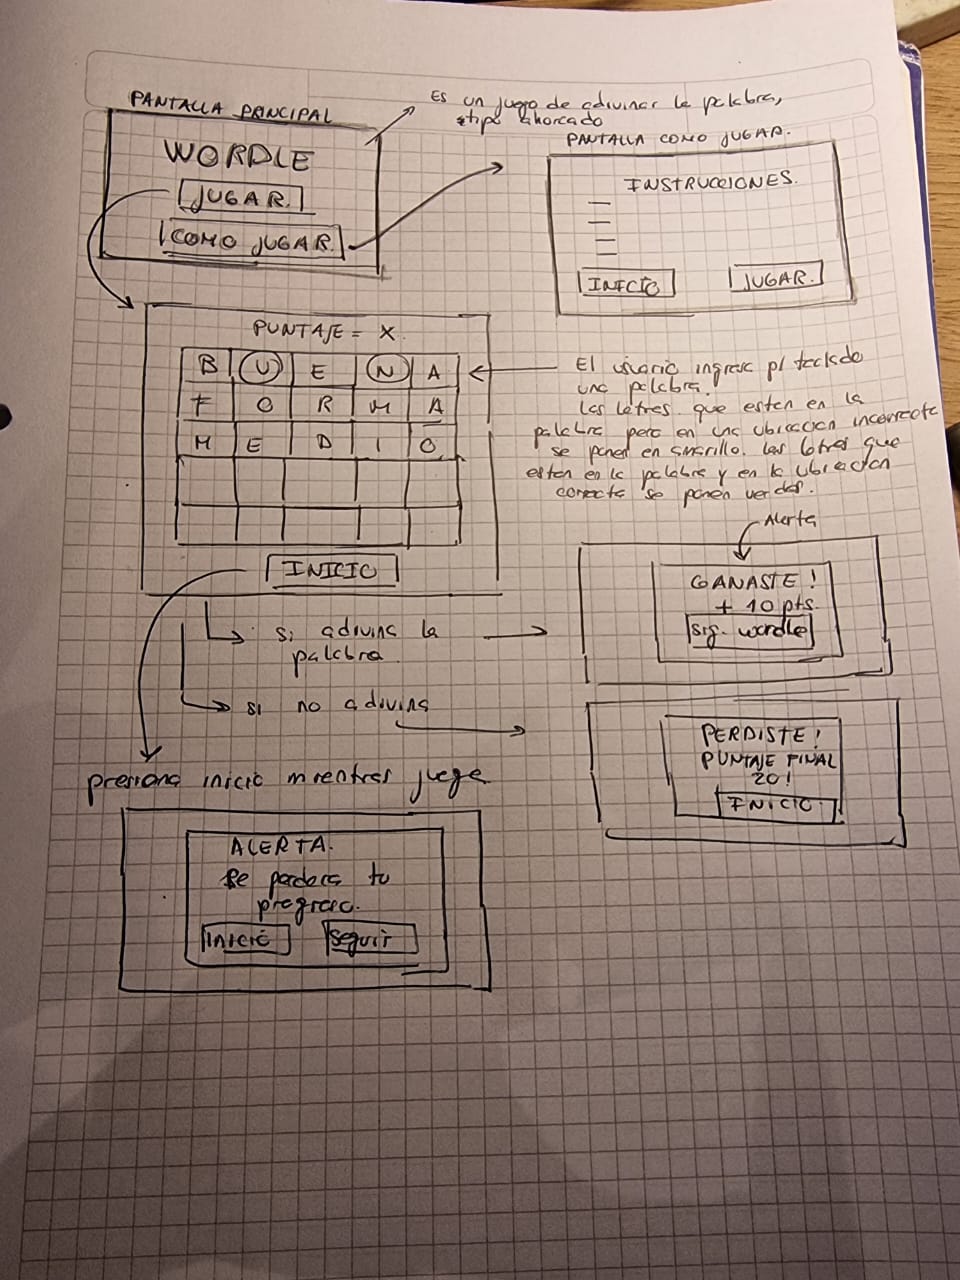 PANTALLA PRINCIPAL
Es un juego de adivinar la palabra,
tipo ahorcado
WORDLE
JUGAR.
COMO JUGAR.
PANTALLA COMO JUGAR.
INSTRUCCIONES.
INICIO
JUGAR.
PUNTAJE = X
B U E N A
F O R M A
M E D I O
INICIO
El usuario ingresa p/ teclado
una palabra.
Las letras que esten en la
palabra pero en una ubicacion incorrecta
se ponen en amarillo. Las letras que
esten en la palabra y en la ubicacion
correcta se ponen verdes.
Alerta
GANASTE!
+ 10 pts.
sig. wordle
si adivina la
palabra.
si no adivina
PERDISTE!
PUNTAJE FINAL
20!
INICIO
presiona inicio mientras juega
ALERTA.
Se perdera tu
progreso.
inicio
seguir